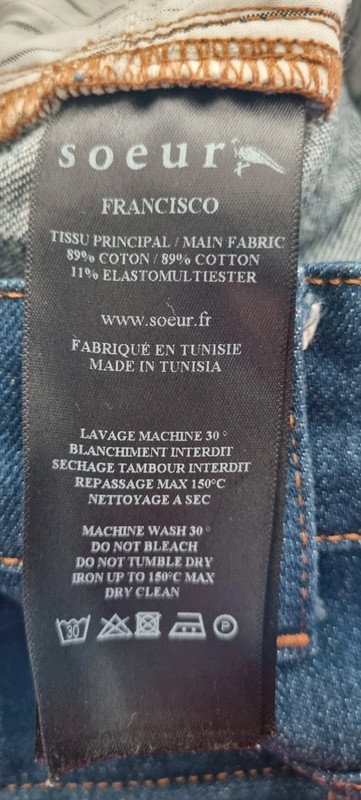 soeur
FRANCISCO
TISSU PRINCIPAL / MAIN FABRIC
89% COTON / 89% COTTON
11% ELASTOMULTIESTER
www.soeur.fr
FABRIQUÉ EN TUNISIE
MADE IN TUNISIA
LAVAGE MACHINE 30°
BLANCHIMENT INTERDIT
SECHAGE TAMBOUR INTERDIT
REPASSAGE MAX 150°C
NETTOYAGE A SEC
MACHINE WASH 30°
DO NOT BLEACH
DO NOT TUMBLE DRY
IRON UP TO 150°C MAX
DRY CLEAN
30 P